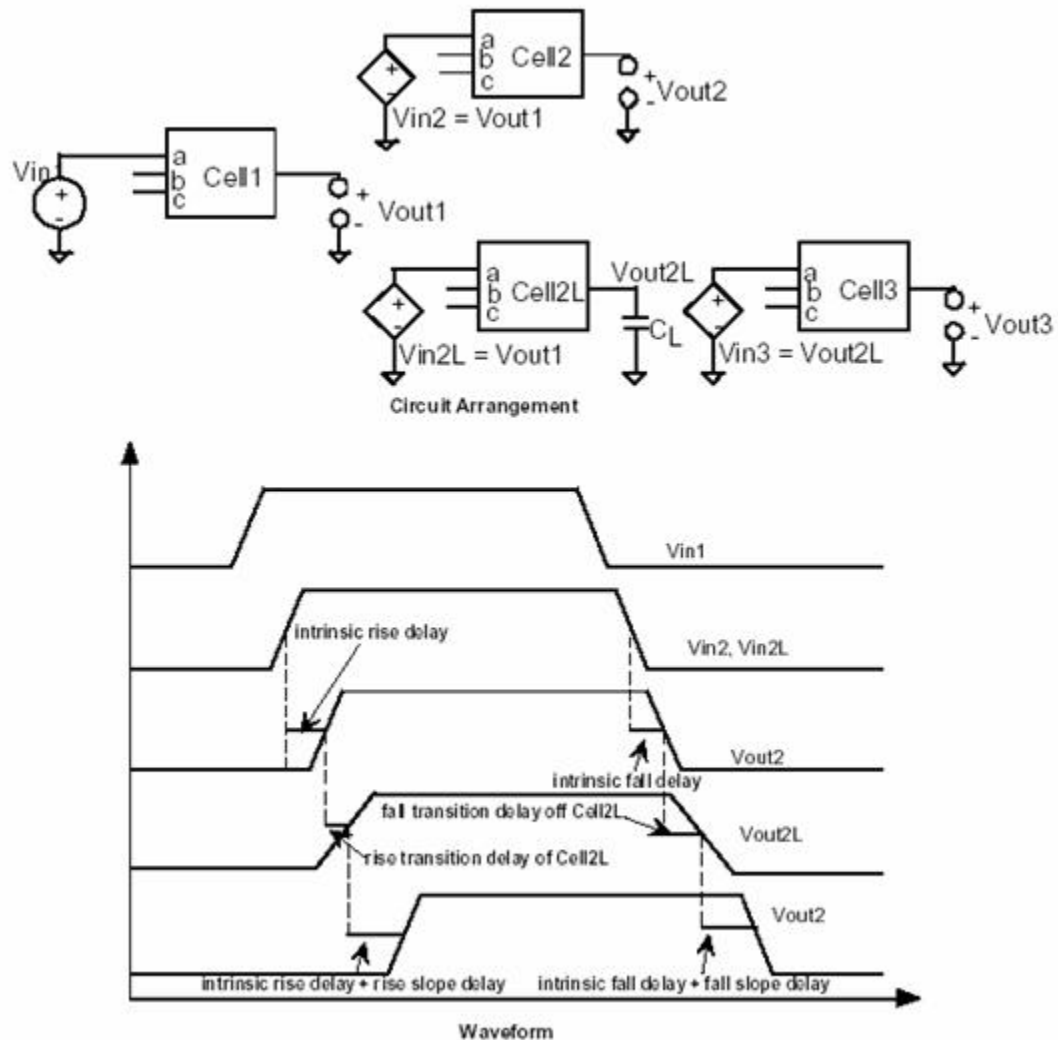 a
b
c
Cell2
+
-
+
-
Vout2
Vin2 = Vout1
Vin1
+
-
a
b
c
Cell1
+
-
Vout1
+
-
a
b
c
Cell2L
Vout2L
CL
Vin2L = Vout1
+
-
a
b
c
Cell3
+
-
Vout3
Vin3 = Vout2L
Circuit Arrangement
Vin1
intrinsic rise delay
Vin2, Vin2L
Vout2
intrinsic fall delay
fall transition delay off Cell2L
Vout2L
rise transition delay of Cell2L
Vout2
intrinsic rise delay + rise slope delay
intrinsic fall delay + fall slope delay
Waveform